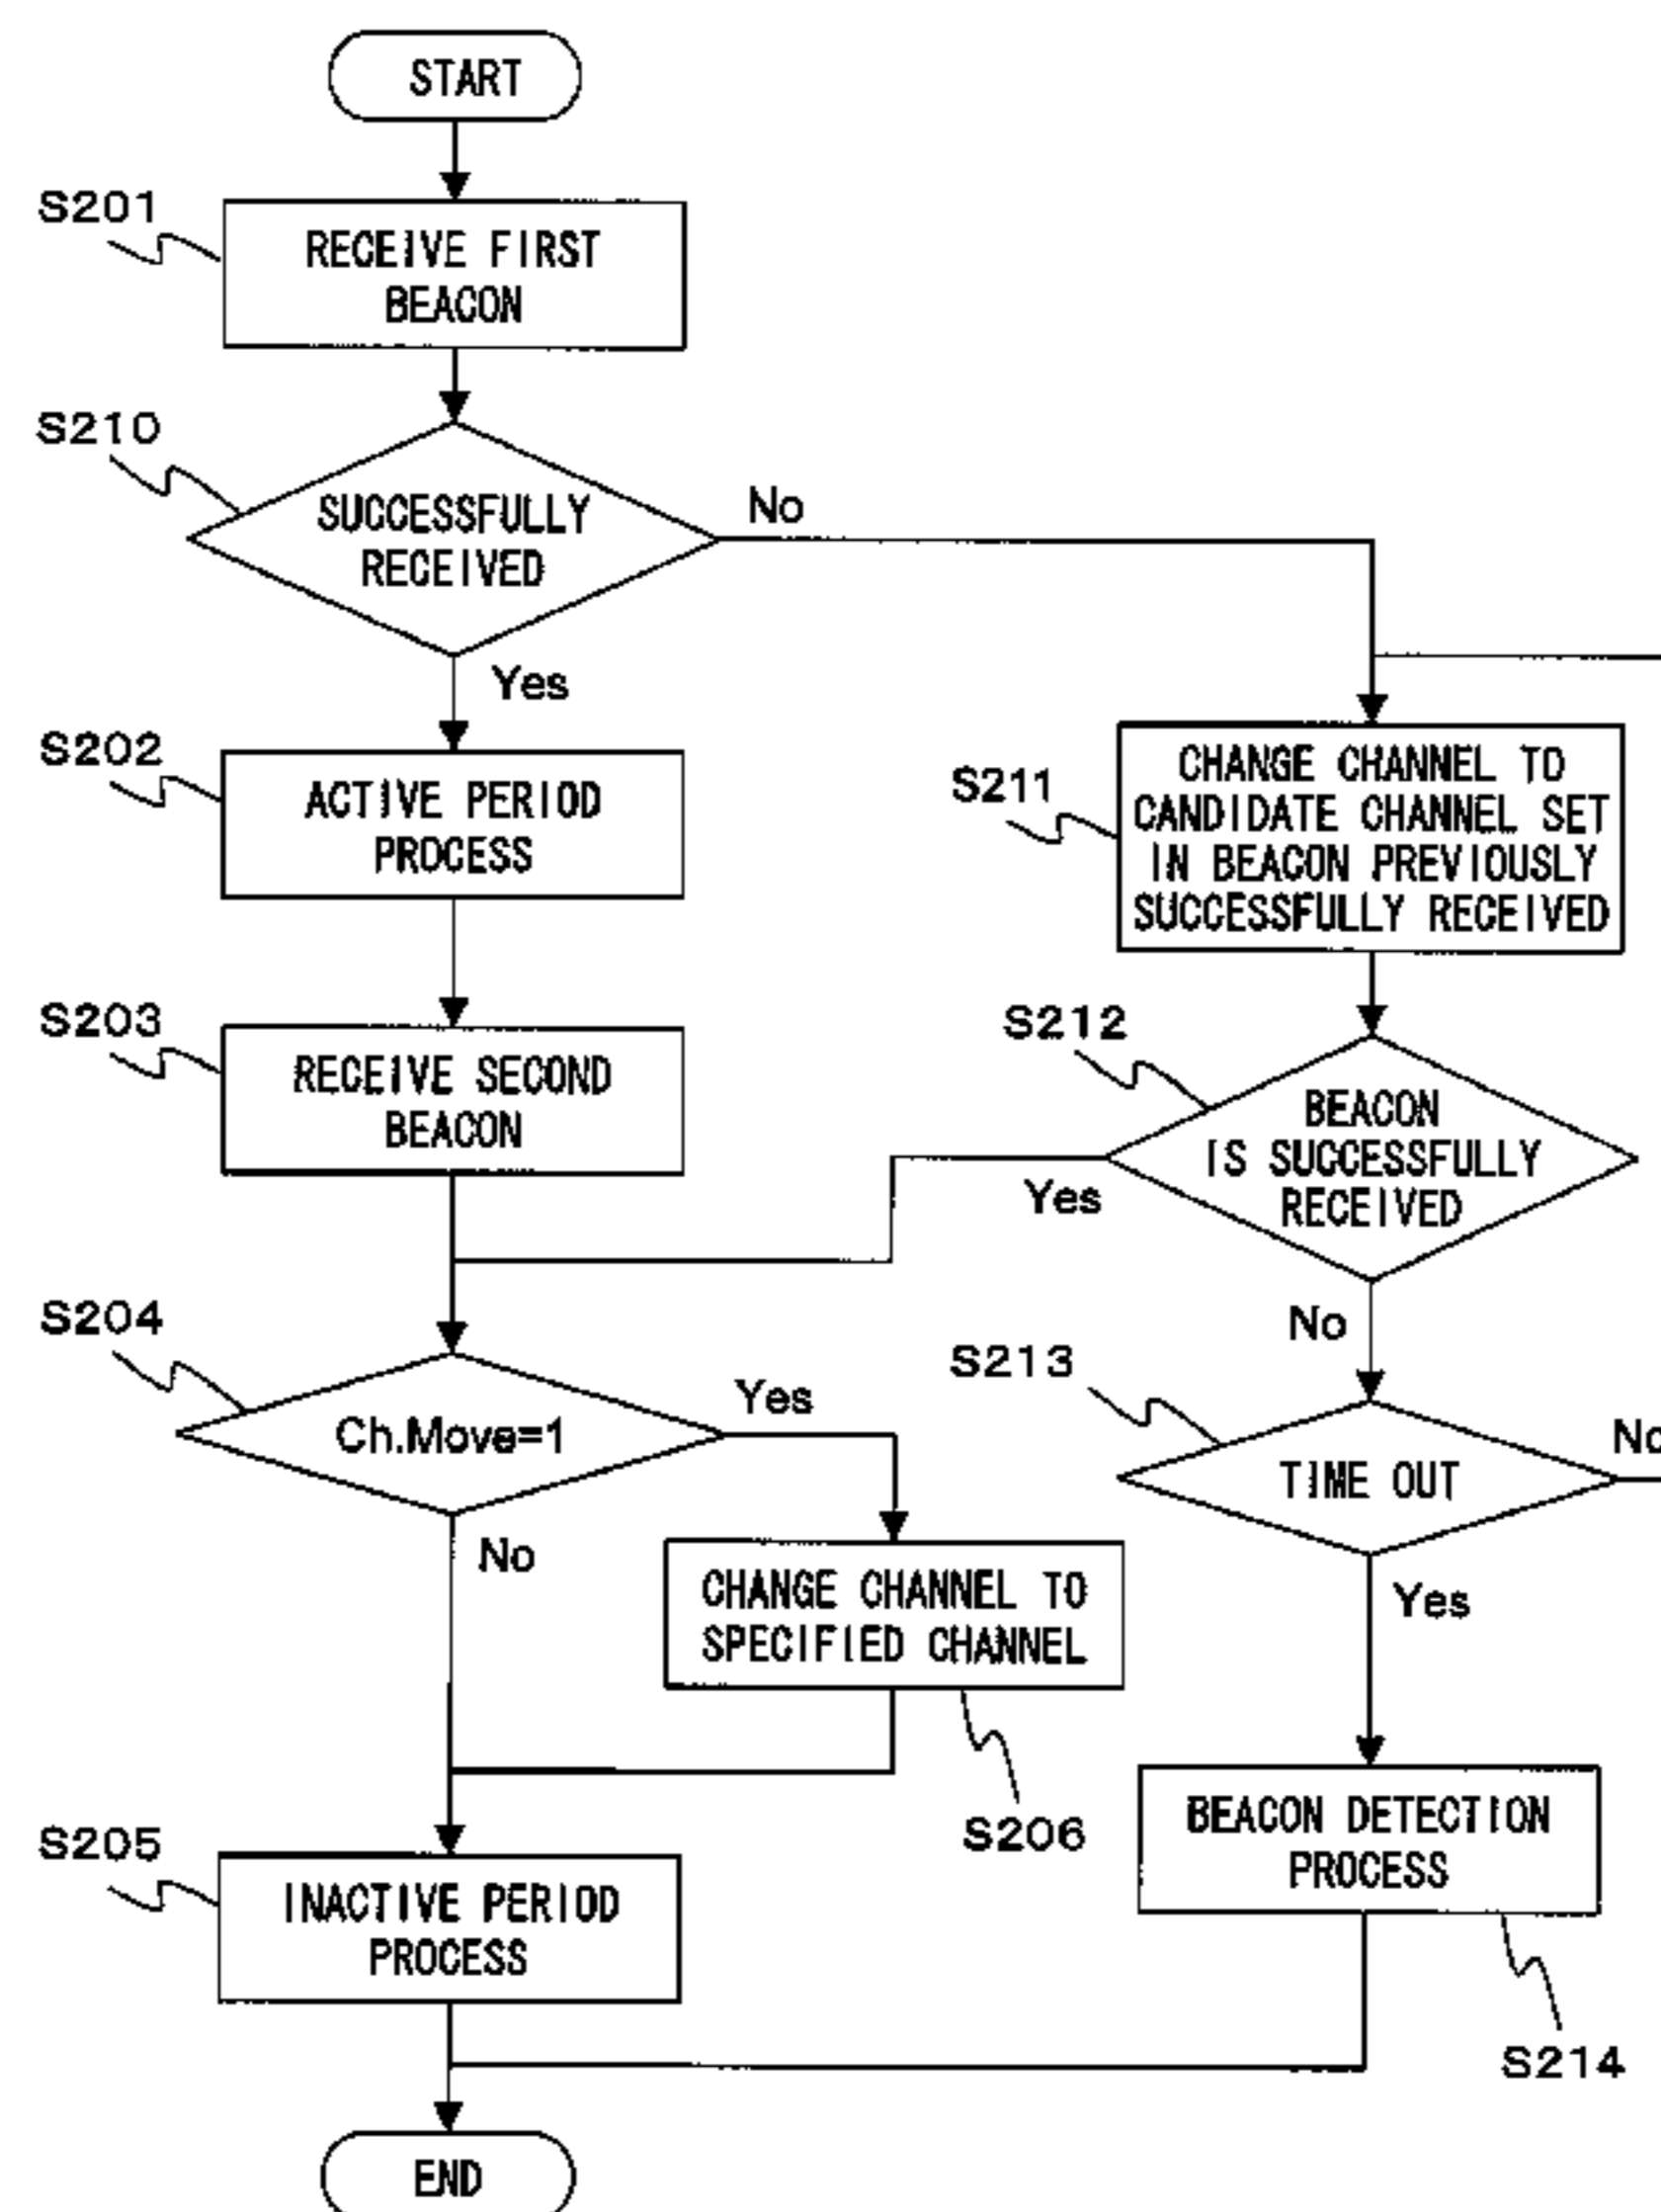 START
S201
RECEIVE FIRST
BEACON
S210
SUCCESSFULLY
RECEIVED
No
Yes
S202
ACTIVE PERIOD
PROCESS
S211
CHANGE CHANNEL TO
CANDIDATE CHANNEL SET
IN BEACON PREVIOUSLY
SUCCESSFULLY RECEIVED
S203
RECEIVE SECOND
BEACON
S212
BEACON
IS SUCCESSFULLY
RECEIVED
Yes
No
S204
Ch.Move=1
Yes
No
S213
TIME OUT
No
Yes
CHANGE CHANNEL TO
SPECIFIED CHANNEL
S206
S205
INACTIVE PERIOD
PROCESS
BEACON DETECTION
PROCESS
S214
END